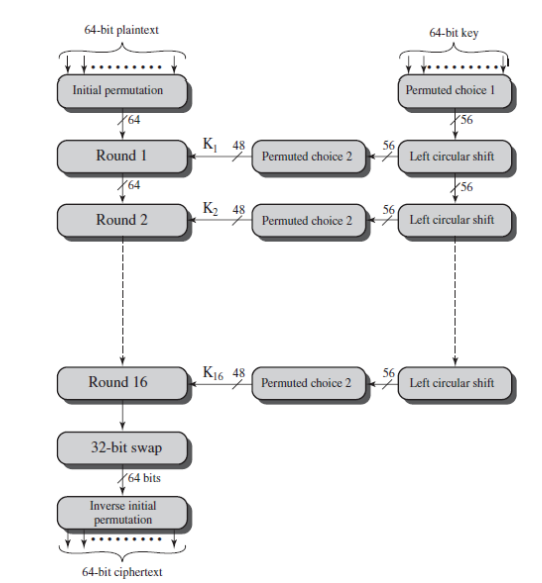 64-bit plaintext
64-bit key
Initial permutation
Permuted choice 1
64
56
Round 1
K1
48
Permuted choice 2
56
Left circular shift
64
56
Round 2
K2
48
Permuted choice 2
56
Left circular shift
Round 16
K16
48
Permuted choice 2
56
Left circular shift
32-bit swap
64 bits
Inverse initial
permutation
64-bit ciphertext